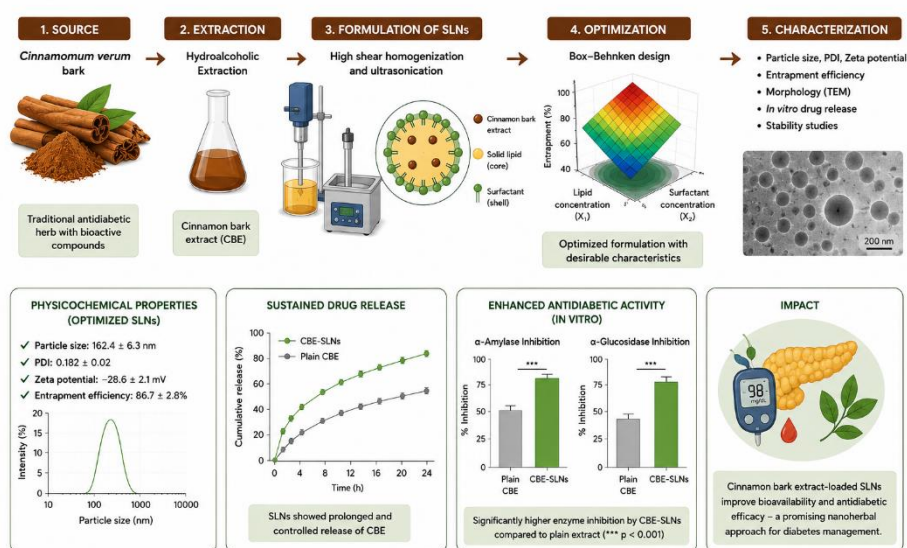 1. SOURCE
Cinnamomum verum
bark
Traditional antidiabetic
herb with bioactive
compounds
2. EXTRACTION
Hydroalcoholic
Extraction
Cinnamon bark
extract (CBE)
3. FORMULATION OF SLNs
High shear homogenization
and ultrasonication
Cinnamon bark
extract
Solid lipid
(core)
Surfactant
(shell)
4. OPTIMIZATION
Box–Behnken design
Entrapment (%)
100
80
60
40
Lipid
concentration
(X₁)
Surfactant
concentration
(X₂)
Optimized formulation with
desirable characteristics
5. CHARACTERIZATION
• Particle size, PDI, Zeta potential
• Entrapment efficiency
• Morphology (TEM)
• In vitro drug release
• Stability studies
200 nm
PHYSICOCHEMICAL PROPERTIES
(OPTIMIZED SLNs)
✓ Particle size: 162.4 ± 6.3 nm
✓ PDI: 0.182 ± 0.02
✓ Zeta potential: −28.6 ± 2.1 mV
✓ Entrapment efficiency: 86.7 ± 2.8%
Intensity (%)
20
15
10
5
0
10
100
1000
10000
Particle size (nm)
SUSTAINED DRUG RELEASE
Cumulative release (%)
100
80
60
40
20
0
CBE-SLNs
Plain CBE
0 4 8 12 16 20 24
Time (h)
SLNs showed prolonged and
controlled release of CBE
ENHANCED ANTIDIABETIC ACTIVITY
(IN VITRO)
α-Amylase Inhibition
% Inhibition
100
75
50
25
0
***
Plain
CBE
CBE-SLNs
α-Glucosidase Inhibition
% Inhibition
100
75
50
25
0
***
Plain
CBE
CBE-SLNs
Significantly higher enzyme inhibition by CBE-SLNs
compared to plain extract (*** p < 0.001)
IMPACT
98
mg/dL
Cinnamon bark extract-loaded SLNs
improve bioavailability and antidiabetic
efficacy – a promising nanoherbal
approach for diabetes management.